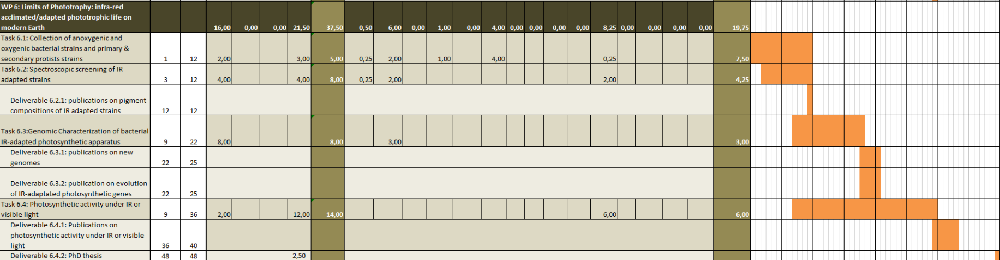 WP 6: Limits of Phototrophy: infra-red
acclimated/adapted phototrophic life on
modern Earth 16,00 0,00 0,00 21,50 37,50 0,50 6,00 0,00 1,00 0,00 4,00 0,00 0,00 0,00 0,00 8,25 0,00 0,00 0,00 0,00 19,75
Task 6.1: Collection of anoxygenic and
oxygenic bacterial strains and primary &
secondary protists strains 1 12 2,00 3,00 5,00 0,25 2,00 1,00 4,00 0,25 7,50
Task 6.2: Spectroscopic screening of IR
adapted strains 3 12 4,00 4,00 8,00 0,25 2,00 2,00 4,25
Deliverable 6.2.1: publications on pigment
compositions of IR adapted strains 12 12
Task 6.3:Genomic Characterization of bacterial
IR-adapted photosynthetic apparatus 9 22 8,00 8,00 3,00 3,00
Deliverable 6.3.1: publications on new
genomes 22 25
Deliverable 6.3.2: publication on evolution
of IR-adaptated photosynthetic genes 22 25
Task 6.4: Photosynthetic activity under IR or
visible light 9 36 2,00 12,00 14,00 6,00 6,00
Deliverable 6.4.1: Publications on
photosynthetic activity under IR or visible
light 36 40
Deliverable 6.4.2: PhD thesis 48 48 2,50